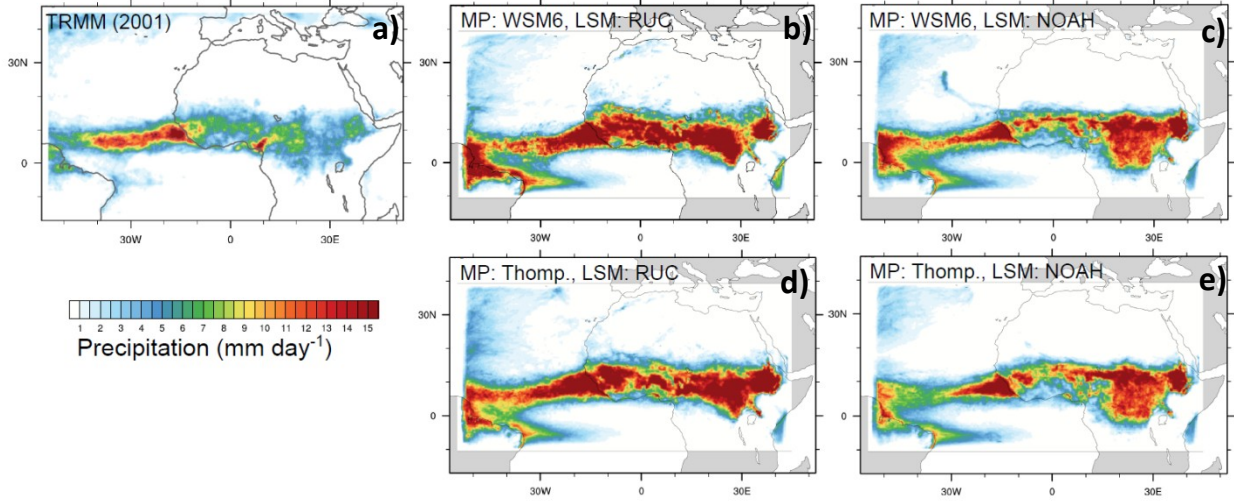 TRMM (2001) a)
MP: WSM6, LSM: RUC b)
MP: WSM6, LSM: NOAH c)
30N
0
30W 0 30E
30N
0
30W 0 30E
30N
0
30W 0 30E
MP: Thomp., LSM: RUC d)
MP: Thomp., LSM: NOAH e)
1 2 3 4 5 6 7 8 9 10 11 12 13 14 15
Precipitation (mm day-1)
30N
0
30W 0 30E
30N
0
30W 0 30E